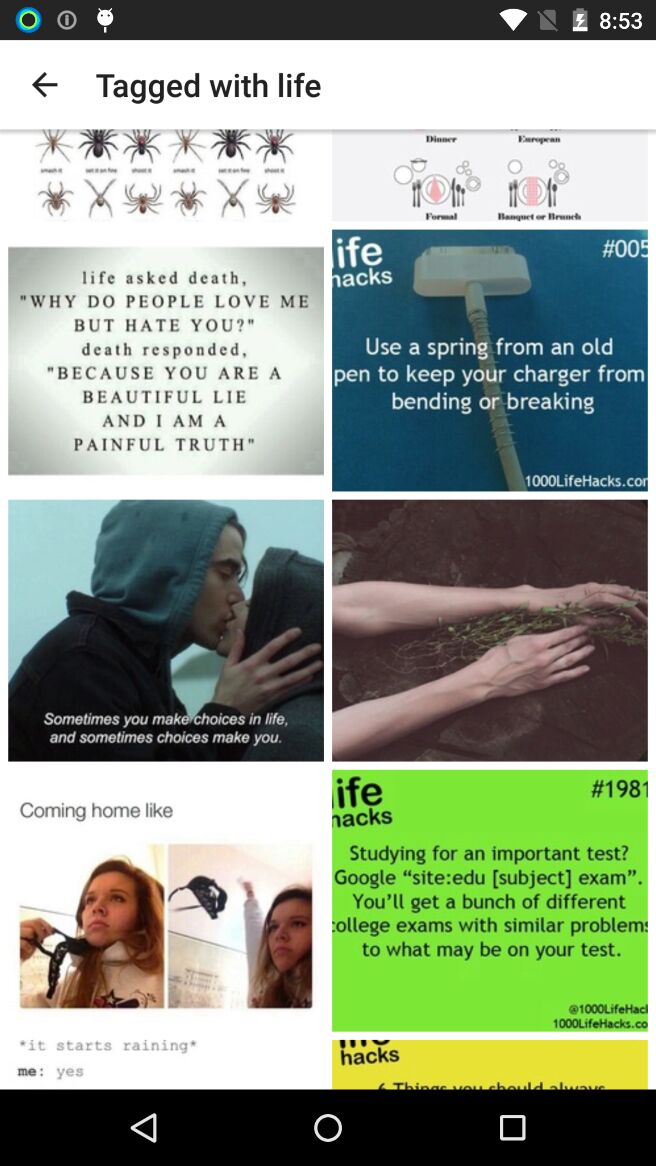 8:53
Tagged with life
smash it set it on fire shoot it smash it set it on fire shoot it
Dinner European
Formal Banquet or Brunch
life asked death,
"WHY DO PEOPLE LOVE ME
BUT HATE YOU?"
death responded,
"BECAUSE YOU ARE A
BEAUTIFUL LIE
AND I AM A
PAINFUL TRUTH"
ife #005
hacks
Use a spring from an old
pen to keep your charger from
bending or breaking
1000LifeHacks.cor
Sometimes you make choices in life,
and sometimes choices make you.
Coming home like
ife #1981
hacks
Studying for an important test?
Google “site:edu [subject] exam”.
You’ll get a bunch of different
ollege exams with similar problems
to what may be on your test.
@1000LifeHacl
1000LifeHacks.co
*it starts raining*
me: yes
hacks
6 Things you should always